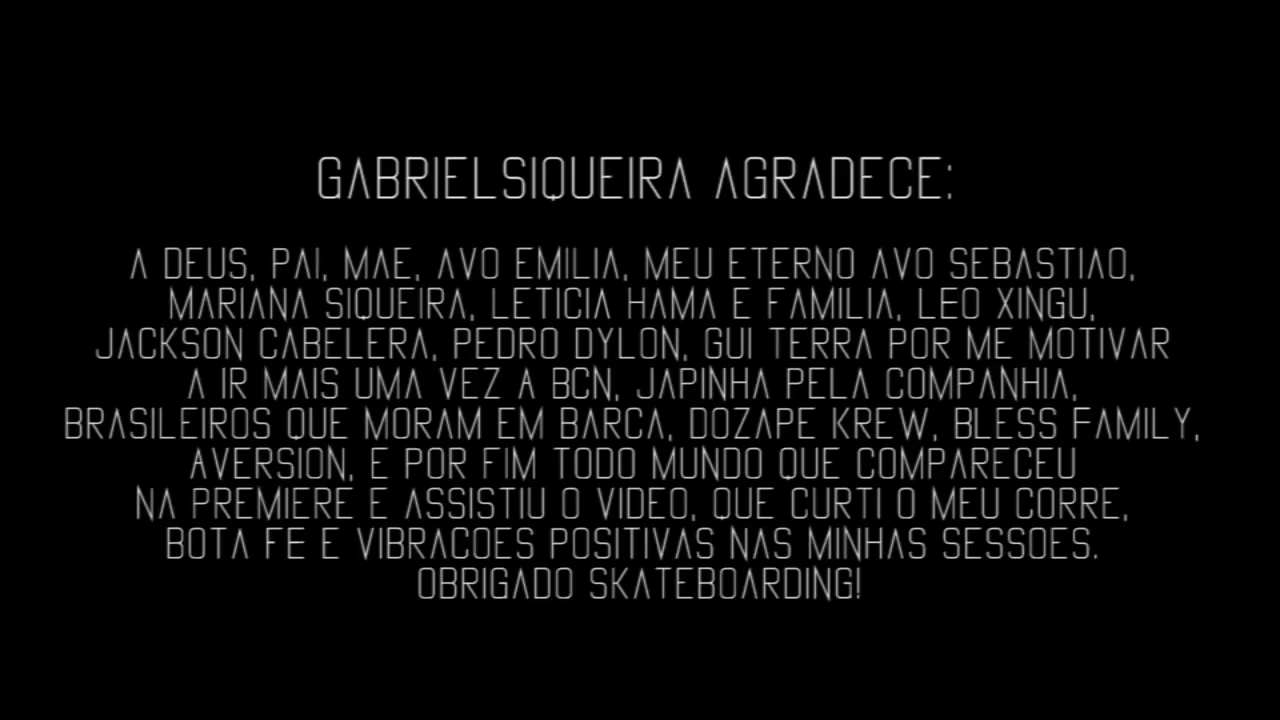 GABRIELSIQUEIRA AGRADECE:
A DEUS, PAI, MAE, AVO EMILIA, MEU ETERNO AVO SEBASTIAO,
MARIANA SIQUEIRA, LETICIA HAMA E FAMILIA, LEO XINGU,
JACKSON CABELERA, PEDRO DYLON, GUI TERRA POR ME MOTIVAR
A IR MAIS UMA VEZ A BCN, JAPINHA PELA COMPANHIA,
BRASILEIROS QUE MORAM EM BARCA, DOZAPE KREW, BLESS FAMILY,
AVERSION, E POR FIM TODO MUNDO QUE COMPARECEU
NA PREMIERE E ASSISTIU O VIDEO, QUE CURTI O MEU CORRE,
BOTA FE E VIBRACOES POSITIVAS NAS MINHAS SESSOES.
OBRIGADO SKATEBOARDING!